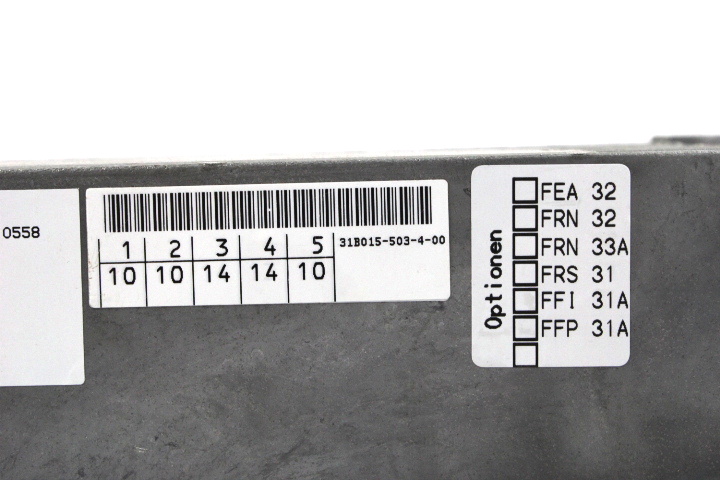 0558
1 2 3 4 5
10 10 14 14 10
31B015-503-4-00
Optionen
FEA 32
FRN 32
FRN 33A
FRS 31
FFI 31A
FFP 31A